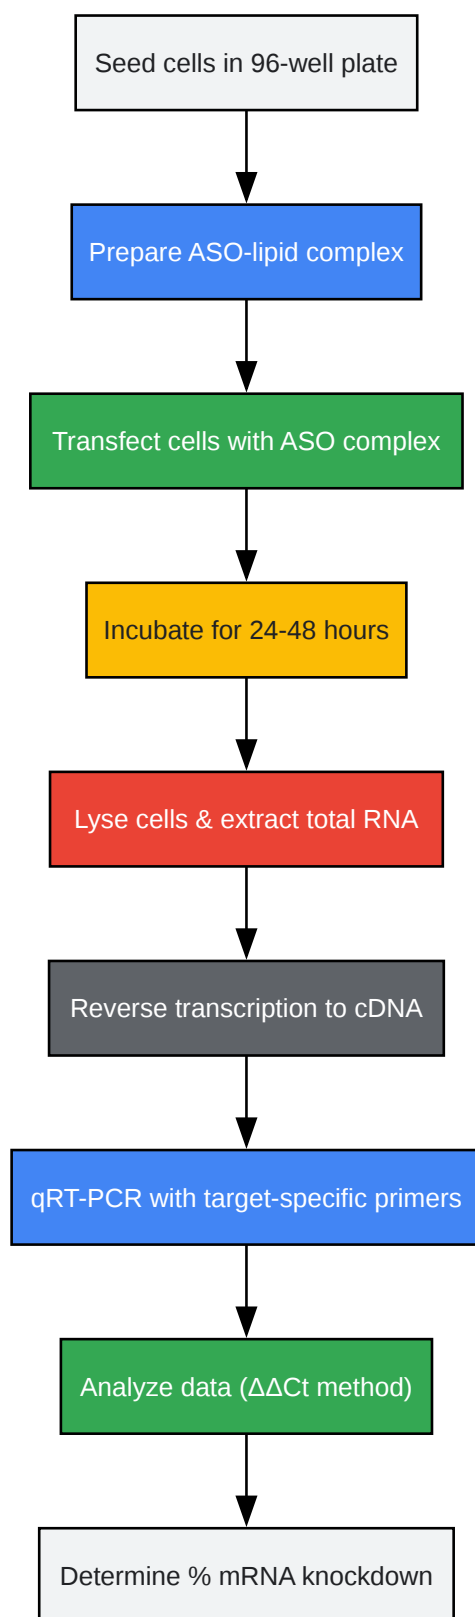 Seed cells in 96-well plate
Prepare ASO-lipid complex
Transfect cells with ASO complex
Incubate for 24-48 hours
Lyse cells & extract total RNA
Reverse transcription to cDNA
qRT-PCR with target-specific primers
Analyze data (ΔΔCt method)
Determine % mRNA knockdown